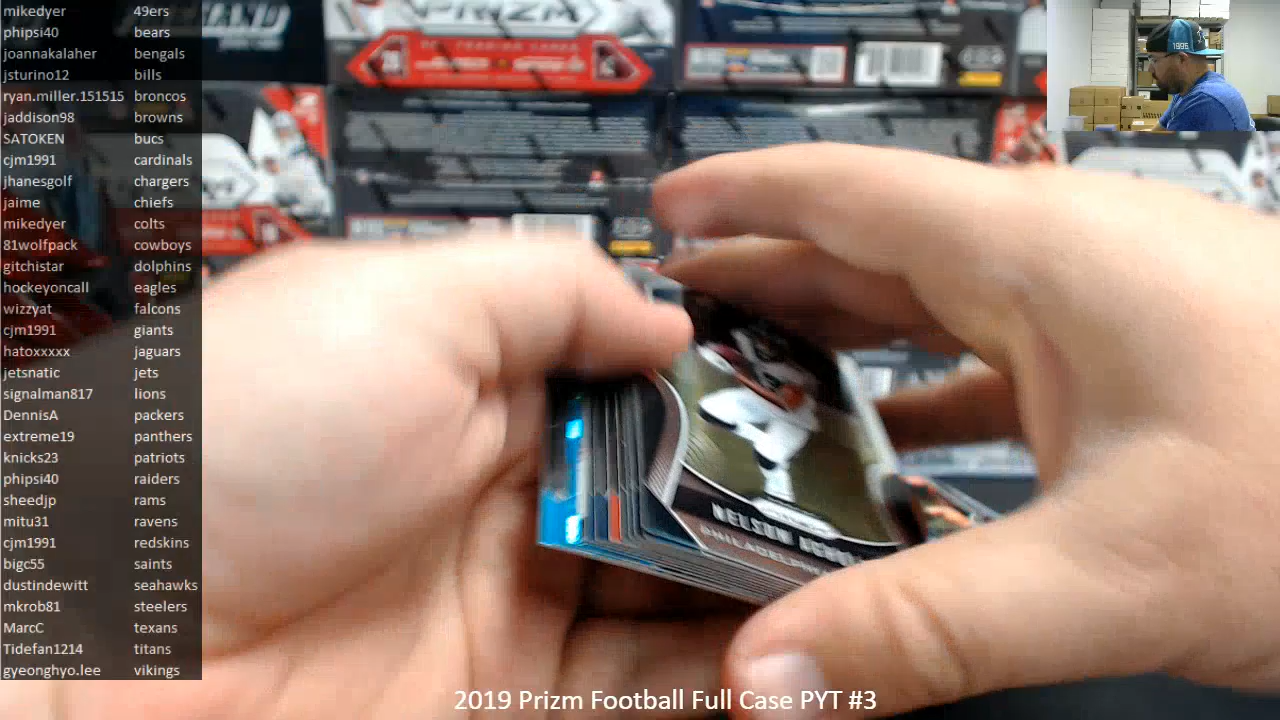 mikedyer 49ers
phipsi40 bears
joannakalaher bengals
jsturino12 bills
ryan.miller.151515 broncos
jaddison98 browns
SATOKEN bucs
cjm1991 cardinals
jhanesgolf chargers
jaime chiefs
mikedyer colts
81wolfpack cowboys
gitchistar dolphins
hockeyoncall eagles
wizzyat falcons
cjm1991 giants
hatoxxxxx jaguars
jetsnatic jets
signalman817 lions
DennisA packers
extreme19 panthers
knicks23 patriots
phipsi40 raiders
sheedjp rams
mitu31 ravens
cjm1991 redskins
bigc55 saints
dustindewitt seahawks
mkrob81 steelers
MarcC texans
Tidefan1214 titans
gyeonghyo.lee vikings
PRIZM
1995
NELSON
2019 Prizm Football Full Case PYT #3